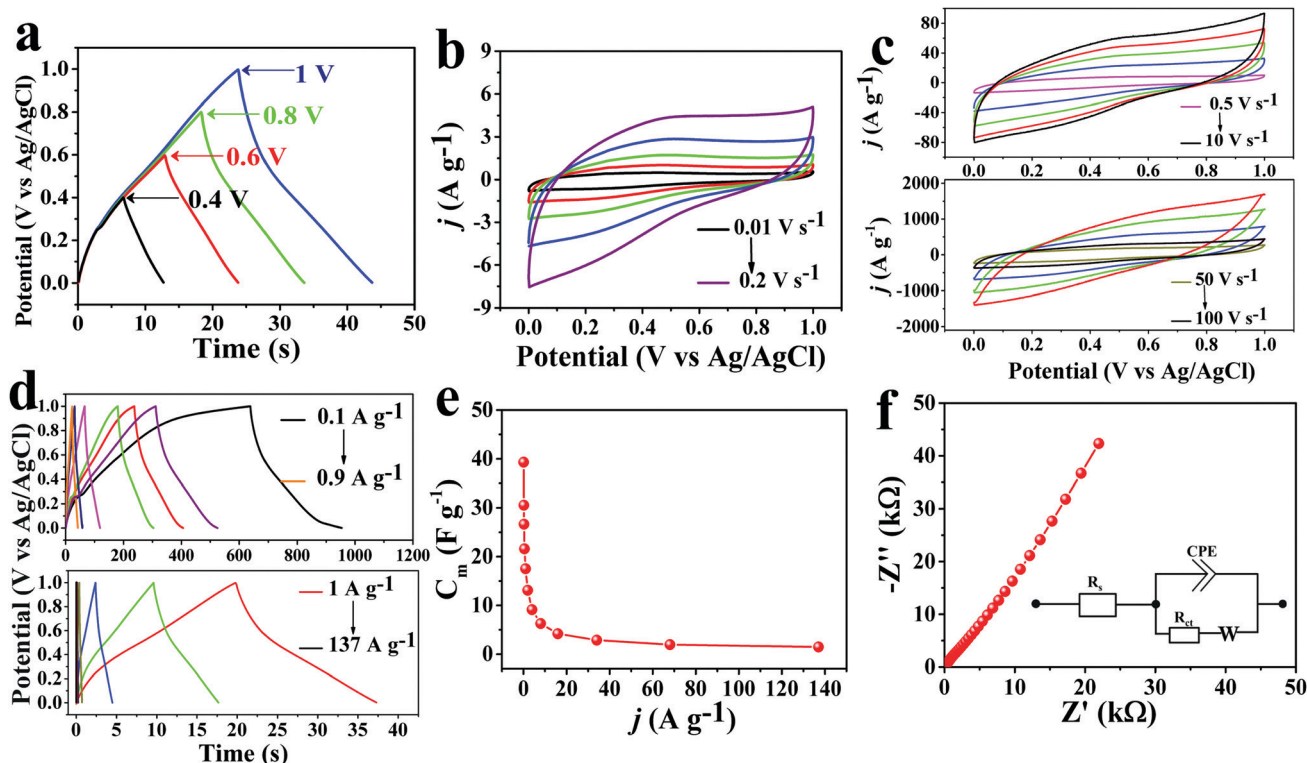 a
Potential (V vs Ag/AgCl)
1.0
0.8
0.6
0.4
0.2
0.0
1 V
0.8 V
0.6 V
0.4 V
0 10 20 30 40 50
Time (s)
b
j (A g-1)
9
6
3
0
-3
-6
-9
0.01 V s-1
0.2 V s-1
0.0 0.2 0.4 0.6 0.8 1.0
Potential (V vs Ag/AgCl)
c
j (A g-1)
80
40
0
-40
-80
0.5 V s-1
10 V s-1
0.0 0.2 0.4 0.6 0.8 1.0
j (A g-1)
2000
1000
0
-1000
-2000
50 V s-1
100 V s-1
0.0 0.2 0.4 0.6 0.8 1.0
Potential (V vs Ag/AgCl)
d
Potential (V vs Ag/AgCl)
1.0
0.8
0.6
0.4
0.2
0.0
0.1 A g-1
0.9 A g-1
0 200 400 600 800 1000 1200
1.0
0.8
0.6
0.4
0.2
0.0
1 A g-1
137 A g-1
0 5 10 15 20 25 30 35 40
Time (s)
e
Cm (F g-1)
50
40
30
20
10
0
0 20 40 60 80 100 120 140
j (A g-1)
f
-Z'' (kΩ)
50
40
30
20
10
0
CPE
Rs
Rct
W
0 10 20 30 40 50
Z' (kΩ)